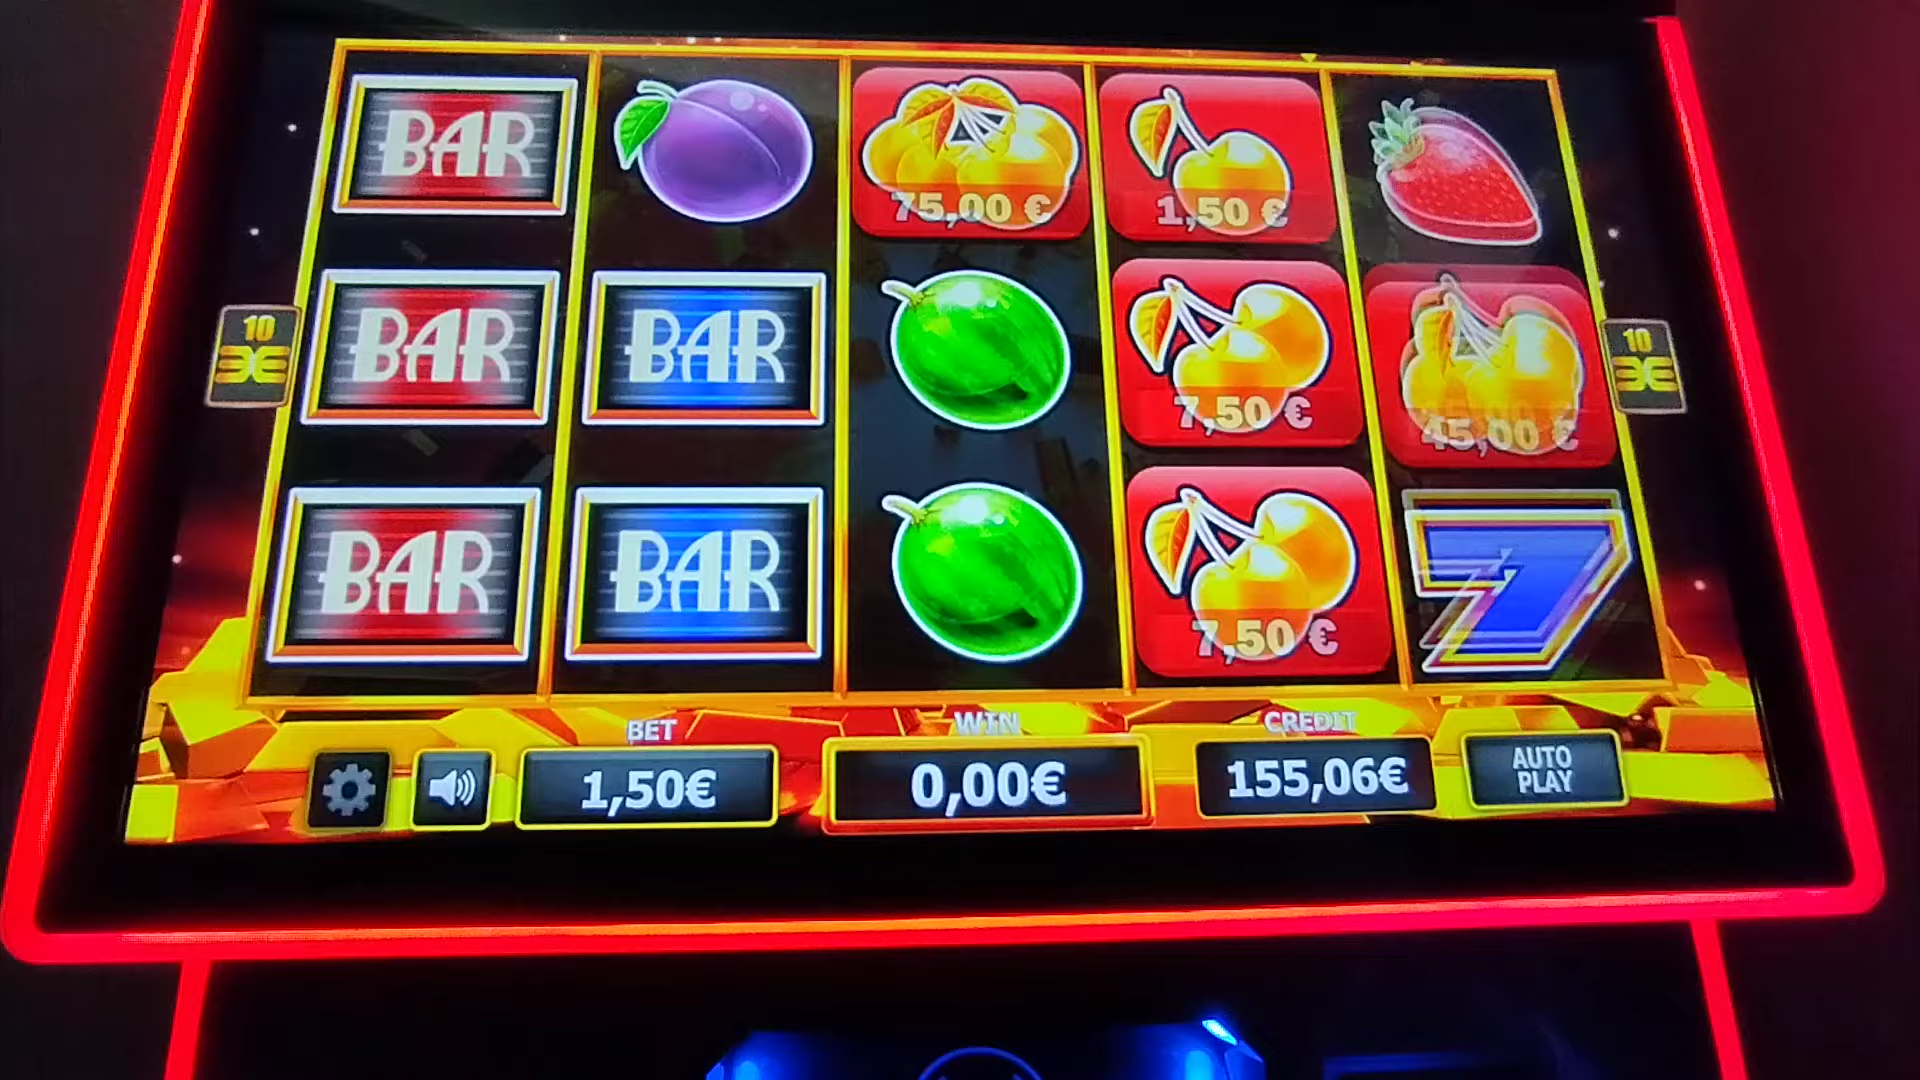 BAR
75,00 €
1,50 €
10
BAR
BAR
7,50 €
45,00 €
10
BAR
BAR
7,50 €
7
BET
WIN
CREDIT
1,50€
0,00€
155,06€
AUTO
PLAY